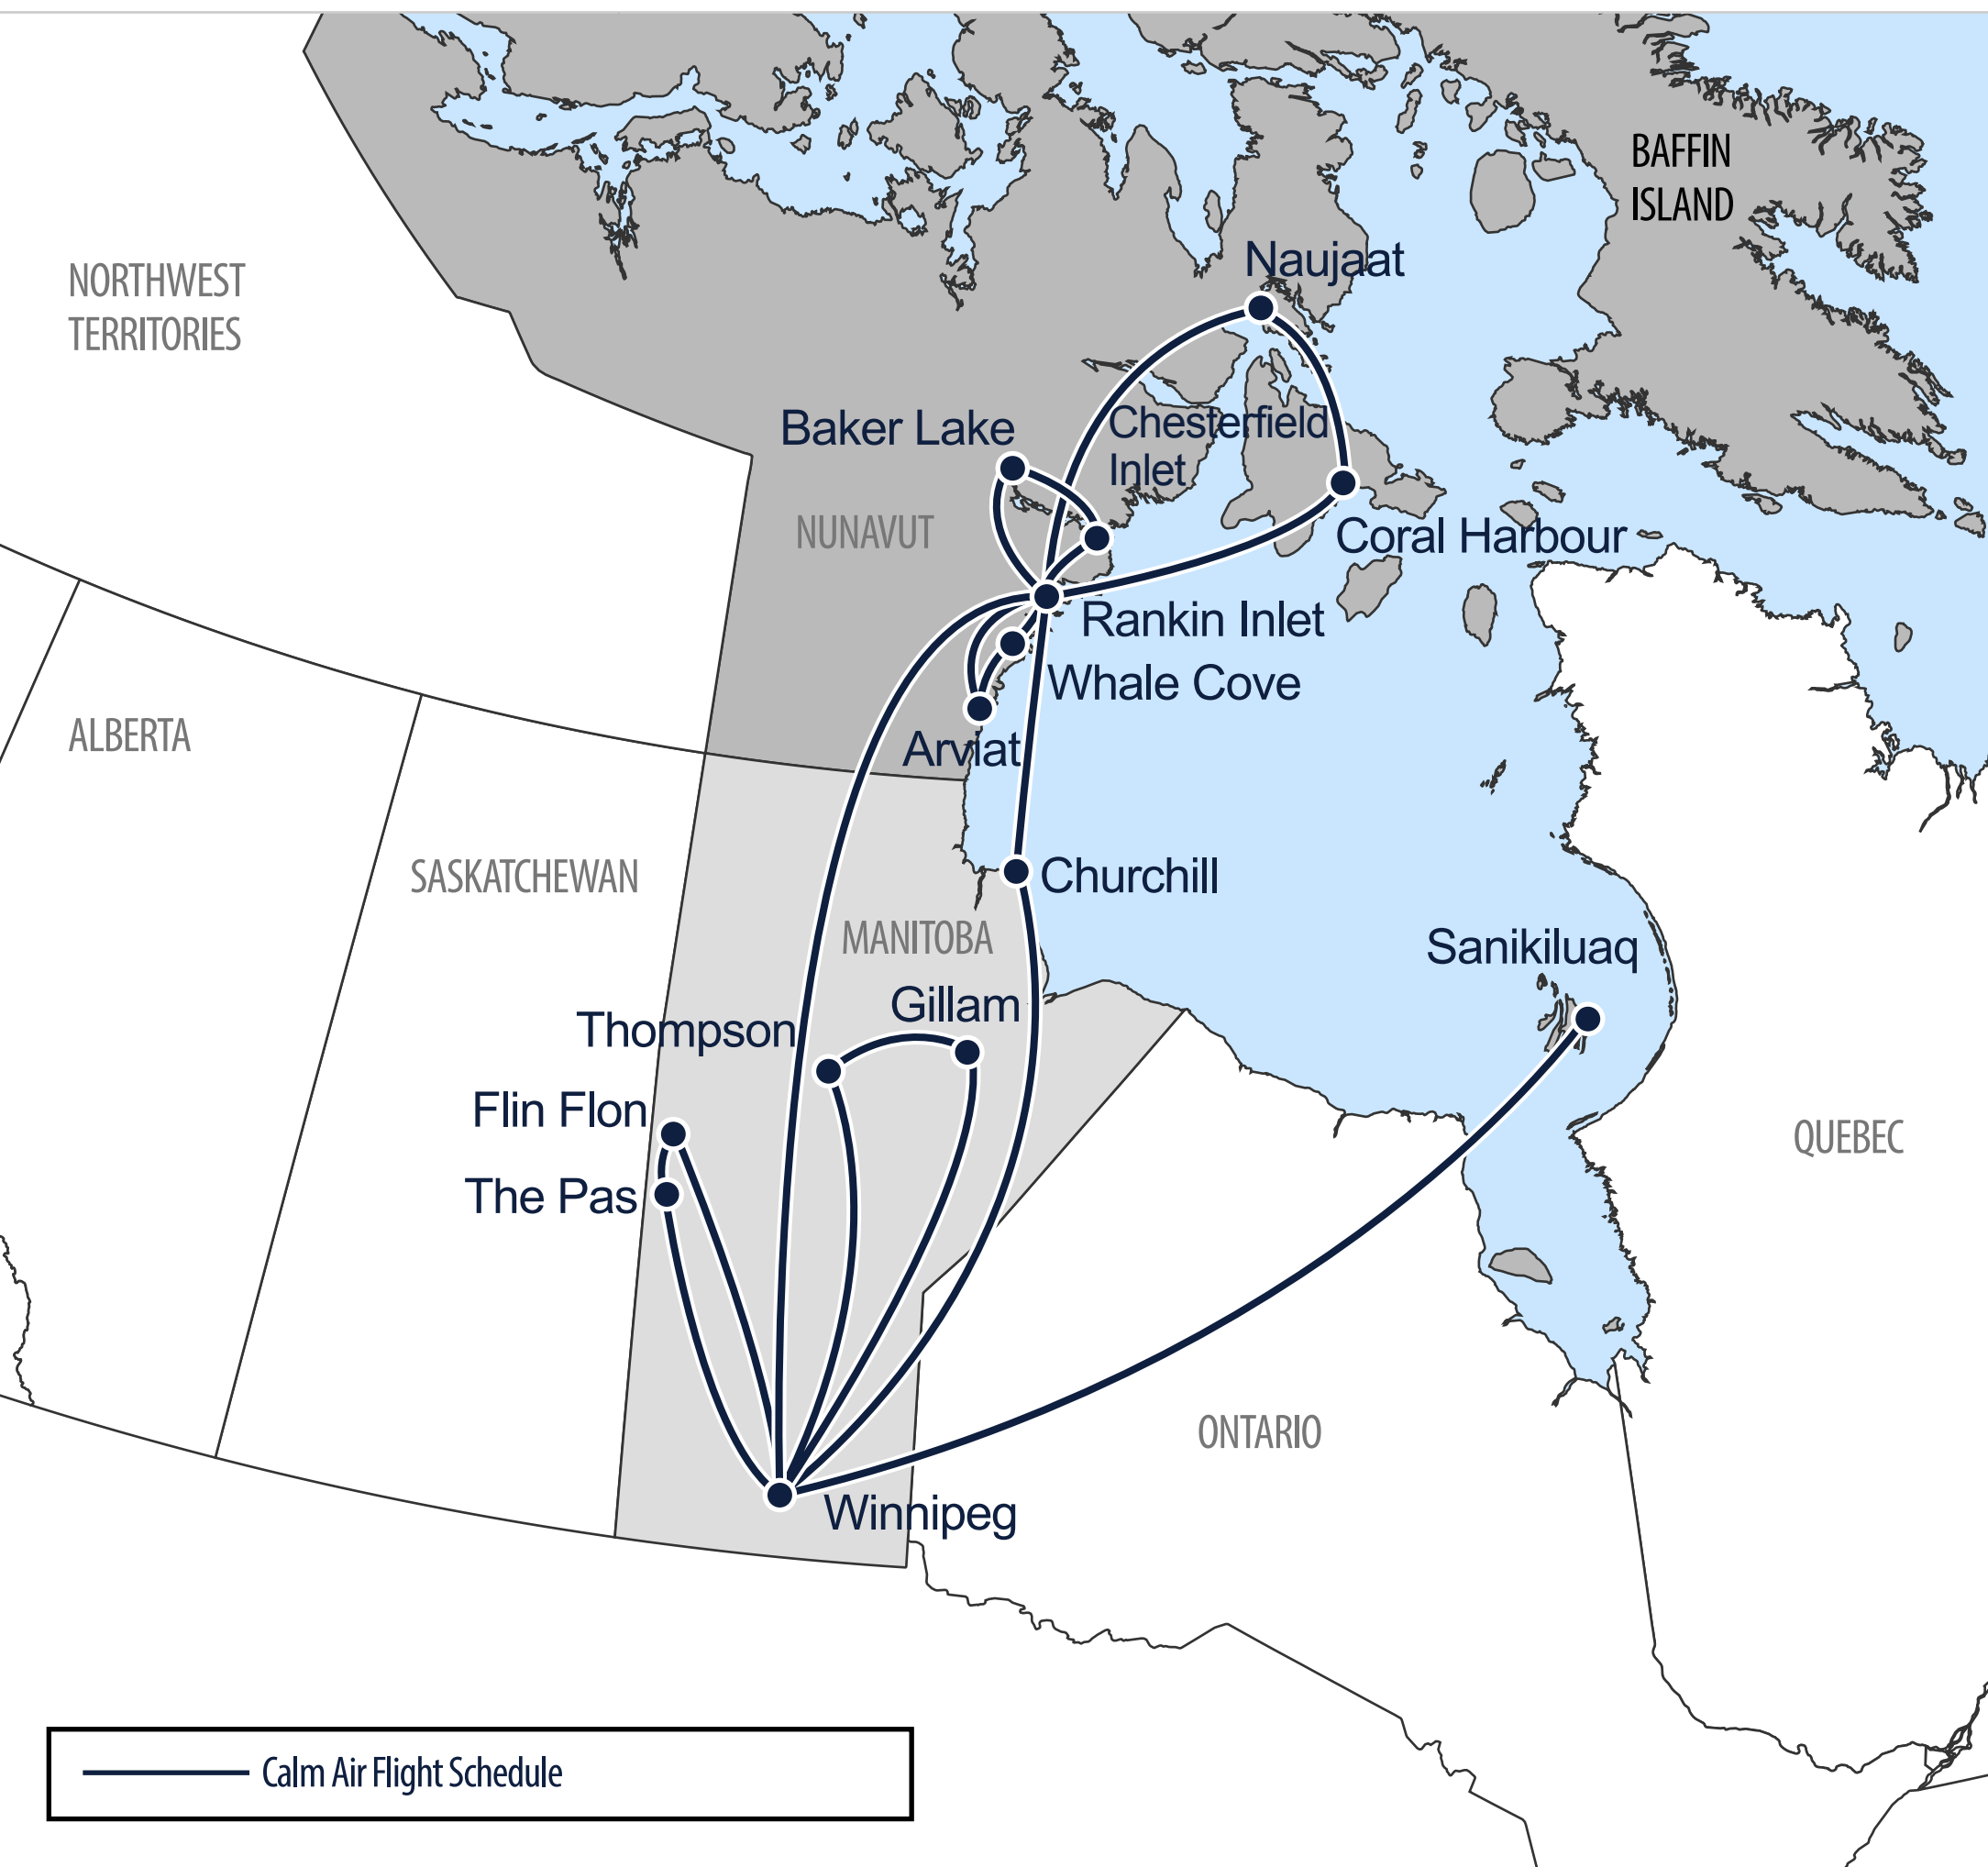 BAFFIN
ISLAND
Naujaat
NORTHWEST
TERRITORIES
Baker Lake
Chesterfield
Inlet
NUNAVUT
Coral Harbour
Rankin Inlet
Whale Cove
ALBERTA
Arviat
SASKATCHEWAN
Churchill
MANITOBA
Sanikiluaq
Gillam
Thompson
Flin Flon
QUEBEC
The Pas
ONTARIO
Winnipeg
Calm Air Flight Schedule